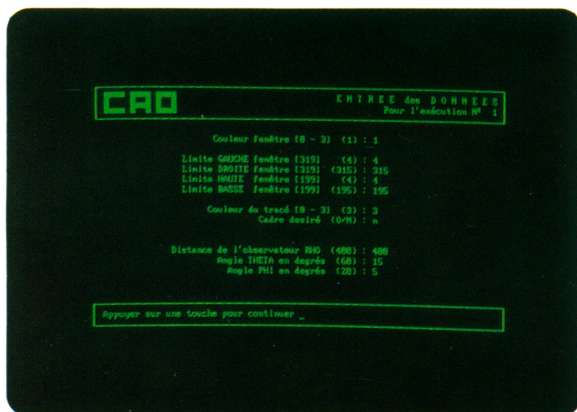 CAO
ENTREE des DONNEES
Pour l'exécution N° 1
Couleur fenêtre [0 - 3] (1) : 1
Limite GAUCHE fenêtre [319] (4) : 4
Limite DROITE fenêtre [319] (315) : 315
Limite HAUTE fenêtre [199] (4) : 4
Limite BASSE fenêtre [199] (195) : 195
Couleur du tracé [0 - 3] (3) : 3
Cadre desiré (O/N) : n
Distance de l'observateur RHO (400) : 400
Angle THETA en degrés (60) : 15
Angle PHI en degrés (20) : 5
Appuyer sur une touche pour continuer _